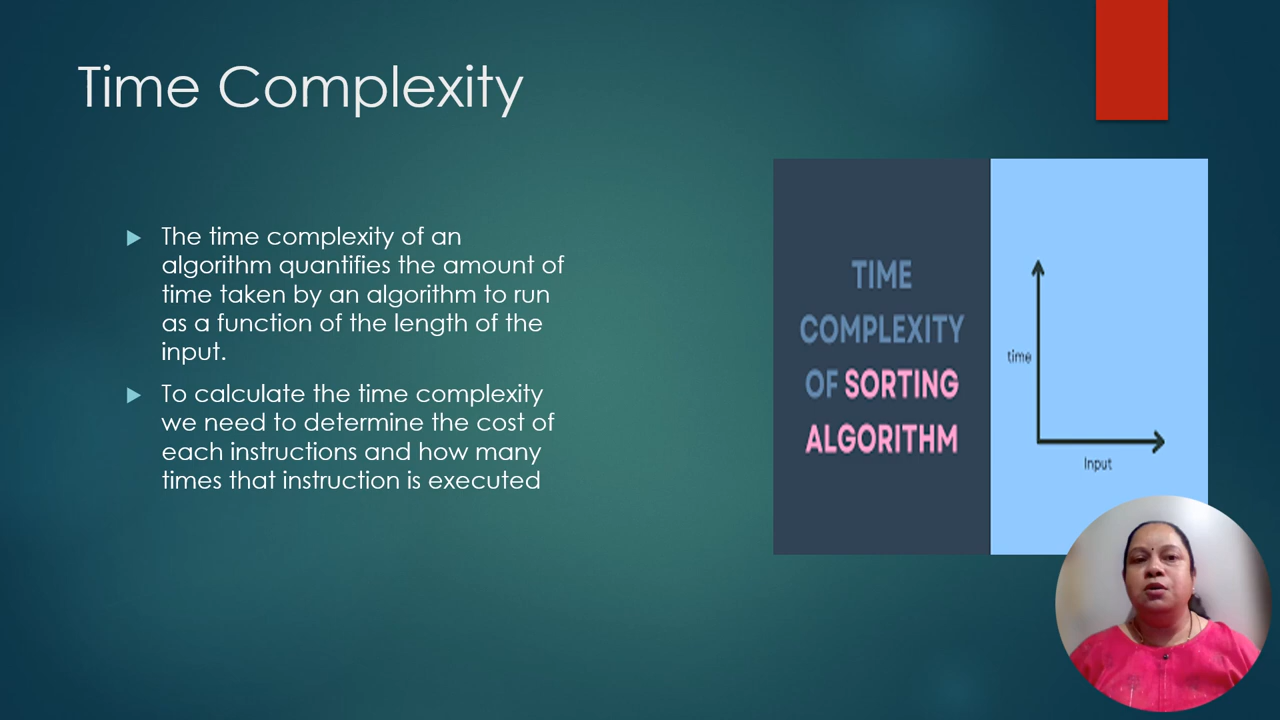 Time Complexity
The time complexity of an
algorithm quantifies the amount of
time taken by an algorithm to run
as a function of the length of the
input.
To calculate the time complexity
we need to determine the cost of
each instructions and how many
times that instruction is executed
TIME
COMPLEXITY
OF SORTING
ALGORITHM
time
Input